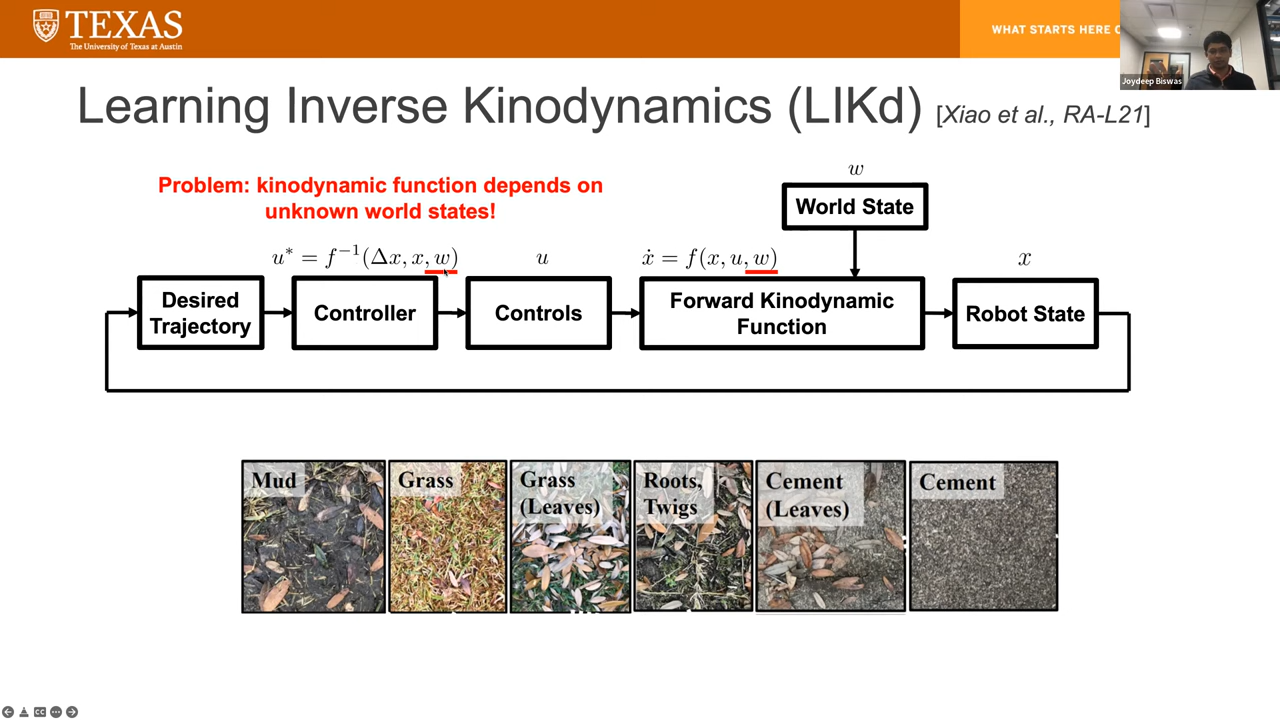 TEXAS
The University of Texas at Austin
WHAT STARTS HERE
Joydeep Biswas
Learning Inverse Kinodynamics (LIKd) [Xiao et al., RA-L21]
Problem: kinodynamic function depends on
unknown world states!
w
World State
u* = f⁻¹(Δx, x, w)
u
ẋ = f(x, u, w)
x
Desired
Trajectory
Controller
Controls
Forward Kinodynamic
Function
Robot State
Mud
Grass
Grass
(Leaves)
Roots,
Twigs
Cement
(Leaves)
Cement
CC